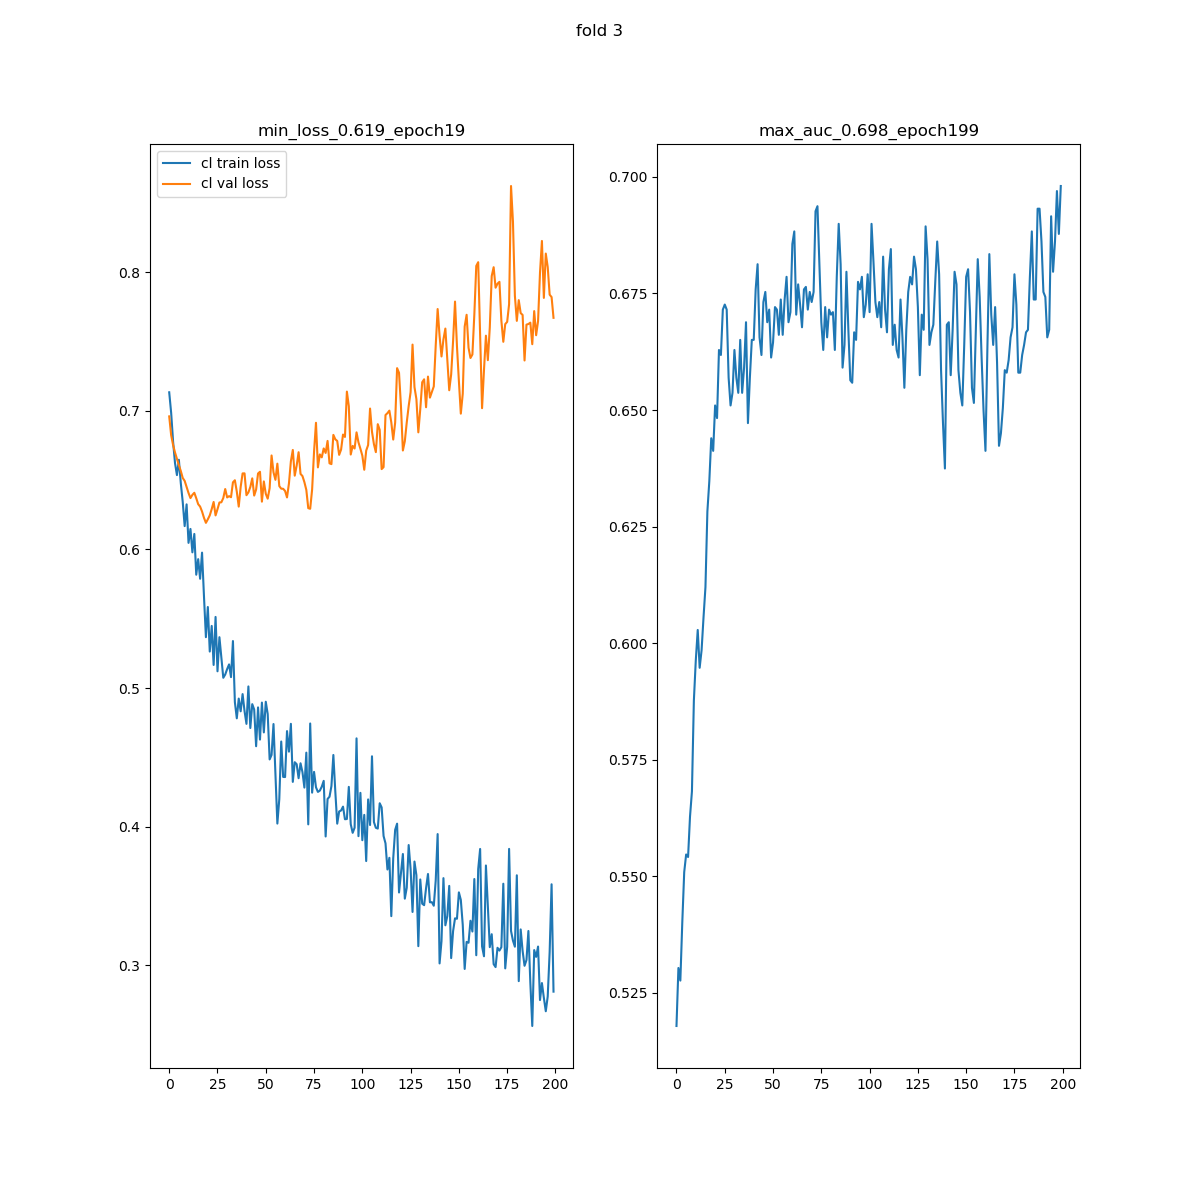 fold 3
min_loss_0.619_epoch19
cl train loss
cl val loss
0.8
0.7
0.6
0.5
0.4
0.3
0 25 50 75 100 125 150 175 200
max_auc_0.698_epoch199
0.700
0.675
0.650
0.625
0.600
0.575
0.550
0.525
0 25 50 75 100 125 150 175 200